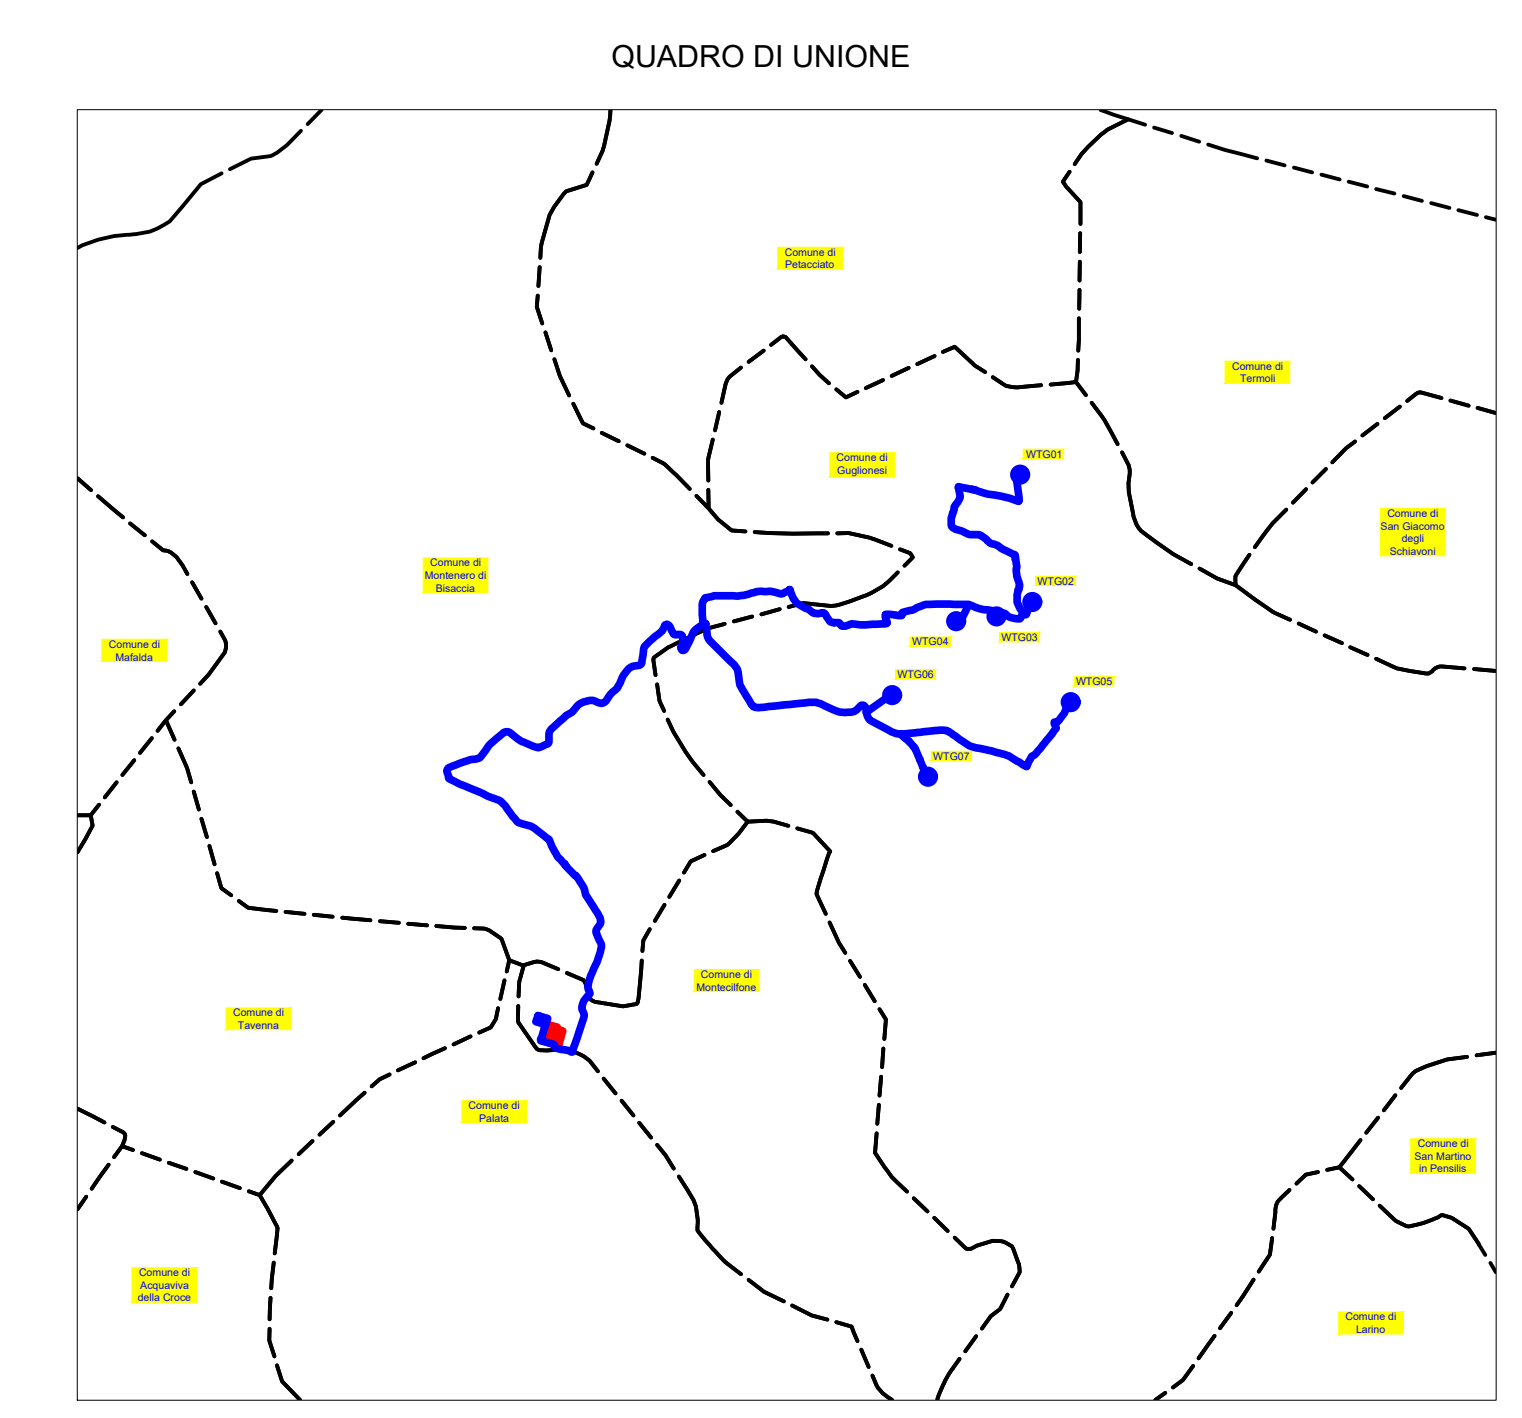 QUADRO DI UNIONE
Comune di
Petacciato
Comune di
Termoli
Comune di
Guglionesi
WTG01
Comune di
San Giacomo
degli
Schiavoni
Comune di
Montenero di
Bisaccia
WTG02
Comune di
Mafalda
WTG04
WTG03
WTG06
WTG05
WTG07
Comune di
Montecilfone
Comune di
Tavenna
Comune di
Palata
Comune di
San Martino
in Pensilis
Comune di
Acquaviva
della Croce
Comune di
Larino